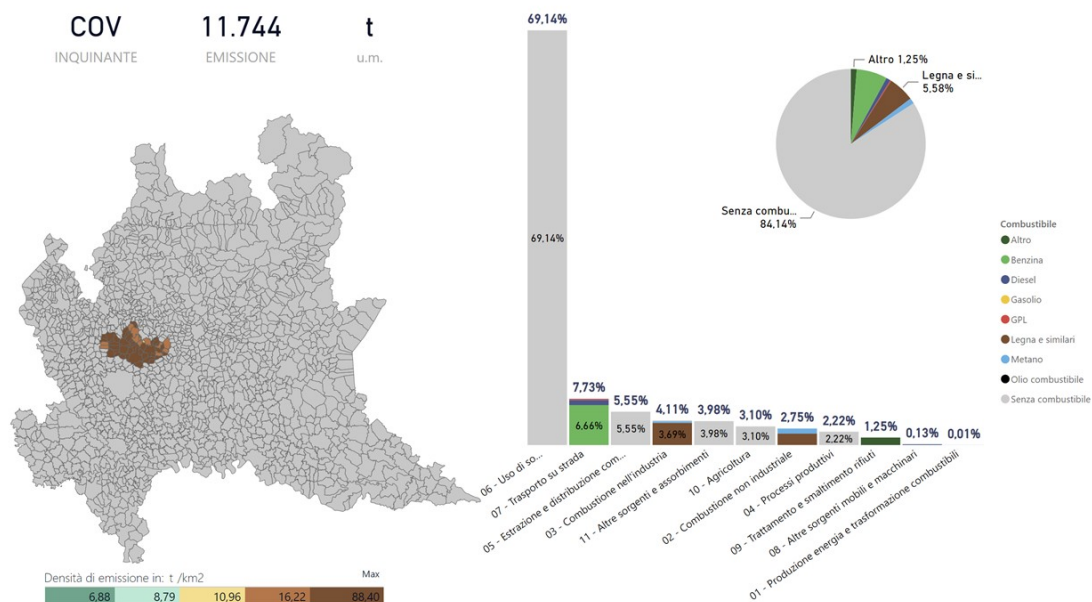 COV
11.744
t
INQUINANTE
EMISSIONE
u.m.
69,14%
69,14%
7,73%
6,66%
5,55%
5,55%
4,11%
3,69%
3,98%
3,98%
3,10%
3,10%
2,75%
2,22%
2,22%
1,25%
0,13%
0,01%
06 - Uso di so...
07 - Trasporto su strada
05 - Estrazione e distribuzione com...
03 - Combustione nell'industria
11 - Altre sorgenti e assorbimenti
10 - Agricoltura
02 - Combustione non industriale
04 - Processi produttivi
09 - Trattamento e smaltimento rifiuti
08 - Altre sorgenti mobili e macchinari
01 - Produzione energia e trasformazione combustibili
Altro 1,25%
Legna e si...
5.58%
Senza combu...
84,14%
Combustibile
Altro
Benzina
Diesel
Gasolio
GPL
Legna e similari
Metano
Olio combustibile
Senza combustibile
Densità di emissione in: t /km2
Max
6,88
8,79
10,96
16,22
88,40